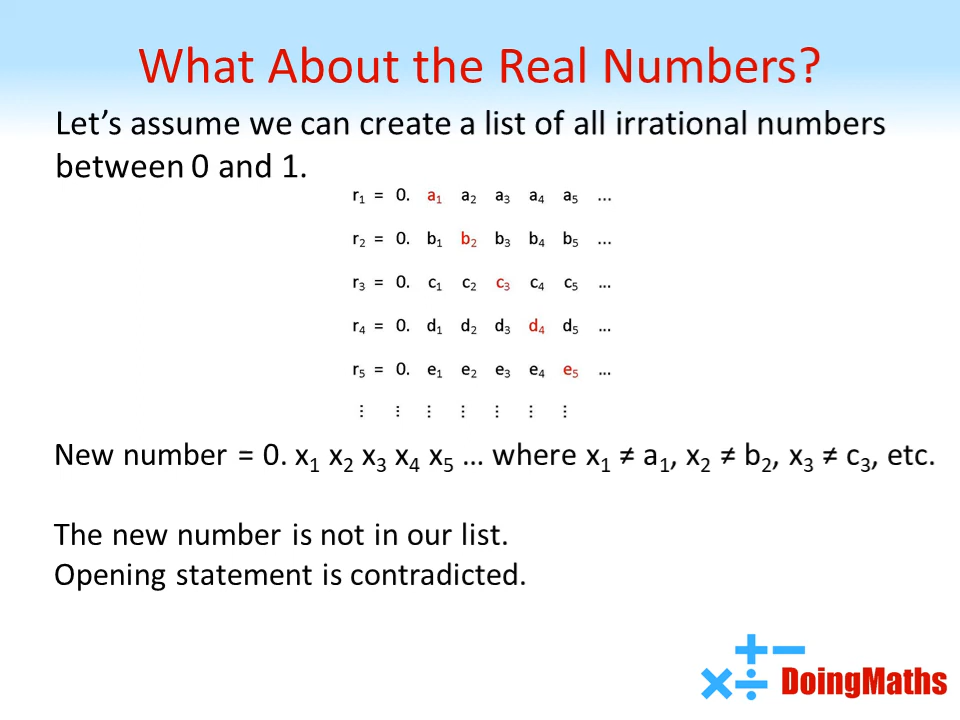 What About the Real Numbers?
Let's assume we can create a list of all irrational numbers
between 0 and 1.
r₁ = 0. a₁ a₂ a₃ a₄ a₅ ...
r₂ = 0. b₁ b₂ b₃ b₄ b₅ ...
r₃ = 0. c₁ c₂ c₃ c₄ c₅ ...
r₄ = 0. d₁ d₂ d₃ d₄ d₅ ...
r₅ = 0. e₁ e₂ e₃ e₄ e₅ ...
⋮ ⋮ ⋮ ⋮ ⋮ ⋮ ⋮
New number = 0. x₁ x₂ x₃ x₄ x₅ … where x₁ ≠ a₁, x₂ ≠ b₂, x₃ ≠ c₃, etc.
The new number is not in our list.
Opening statement is contradicted.
DoingMaths